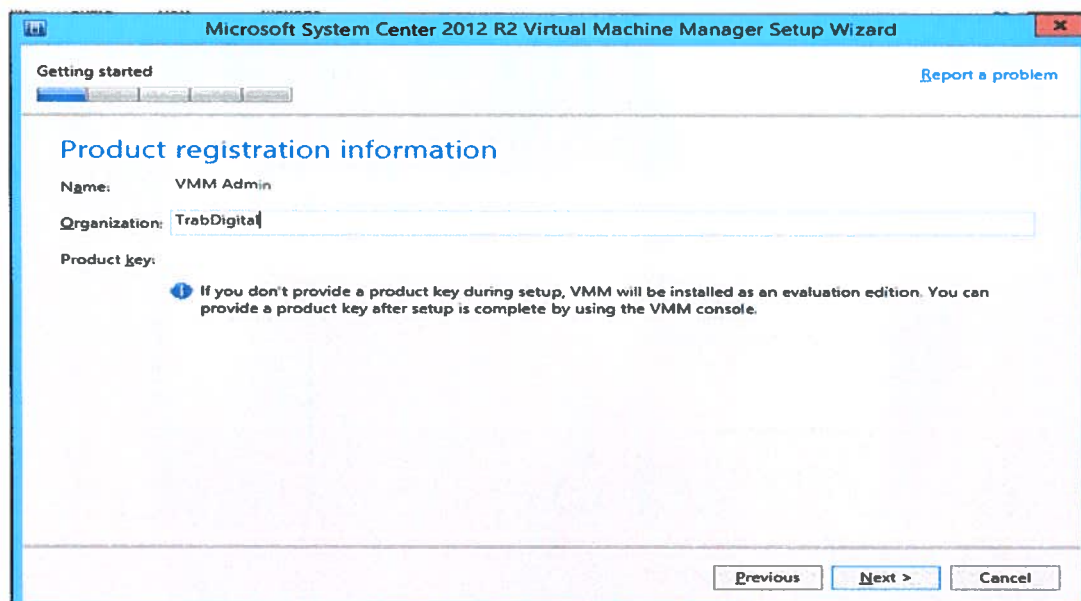 Microsoft System Center 2012 R2 Virtual Machine Manager Setup Wizard
Getting started
Report a problem
Product registration information
Name: VMM Admin
Organization: TrabDigital
Product key:
If you don't provide a product key during setup, VMM will be installed as an evaluation edition. You can
provide a product key after setup is complete by using the VMM console.
Previous
Next >
Cancel